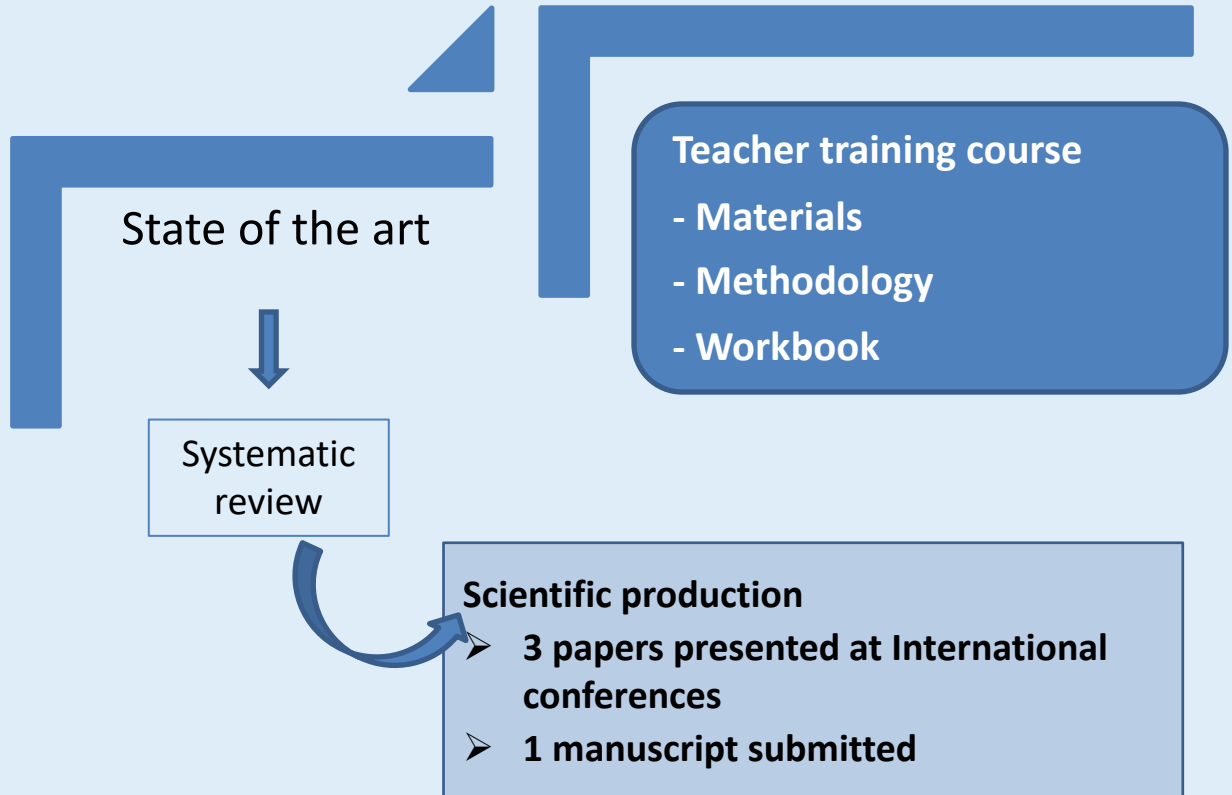 State of the art
Systematic
review
Teacher training course
- Materials
- Methodology
- Workbook
Scientific production
➢ 3 papers presented at International
conferences
➢ 1 manuscript submitted